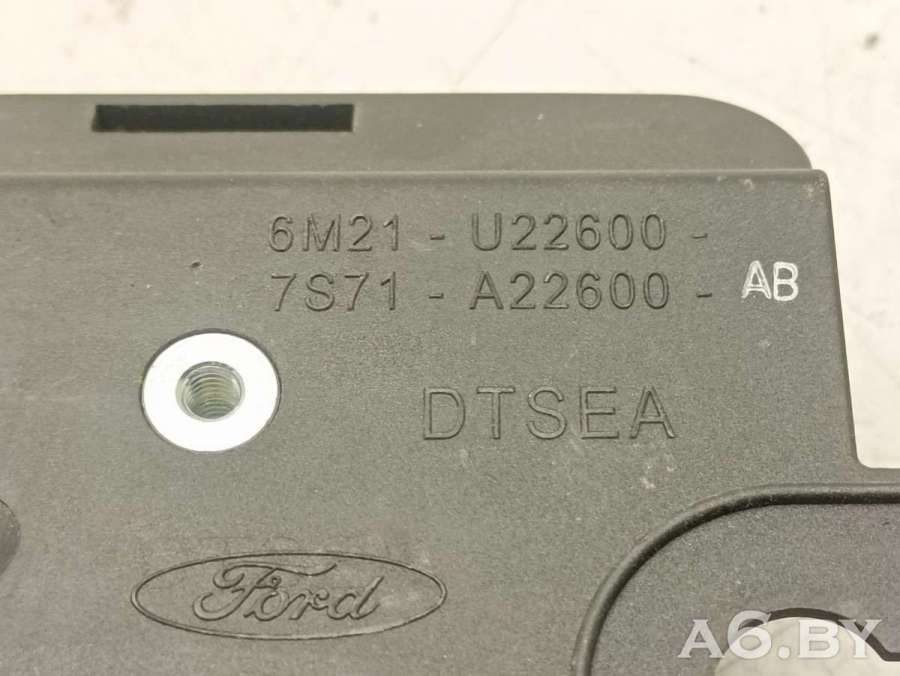 6M21 - U22600 -
7S71 - A22600 - AB
DTSEA
Ford
A6.BY